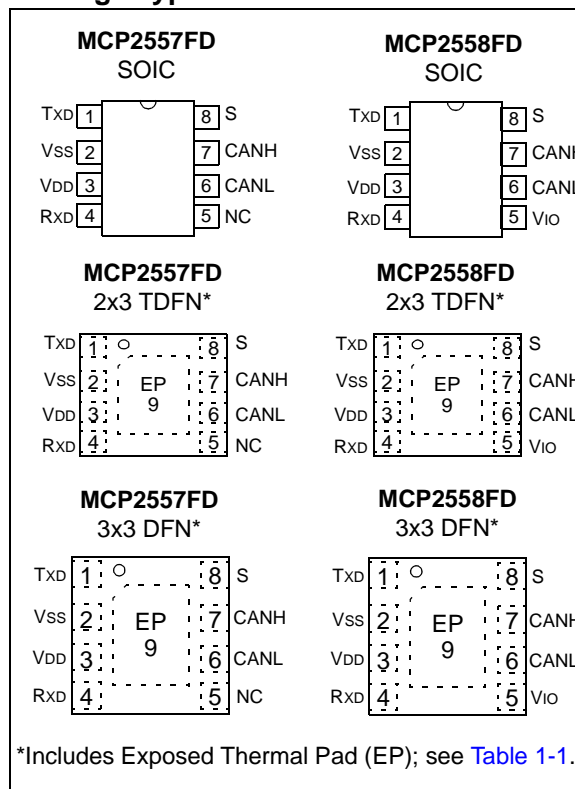 MCP2557FD MCP2558FD
SOIC SOIC
TXD 1 8 S TXD 1 8 S
VSS 2 7 CANH VSS 2 7
VDD 3 6 CANL VDD 3 6
RXD 4 5 NC RXD 4 5 VIO
MCP2557FD MCP2558FD
2x3 TDFN* 2x3 TDFN*
TXD 1 8 S TXD 1 8 S
VSS 2 EP 7 CANH VSS 2 EP 7
VDD 3 9 6 CANL VDD 3 9 6
RXD 4 5 NC RXD 4 5 VIO
MCP2557FD MCP2558FD
3x3 DFN* 3x3 DFN*
TXD 1 8 S TXD 1 8 S
VSS 2 EP 7 CANH VSS 2 EP 7
VDD 3 9 6 CANL VDD 3 9 6
RXD 4 5 NC RXD 4 5 VIO
*Includes Exposed Thermal Pad (EP); see Table 1-1.